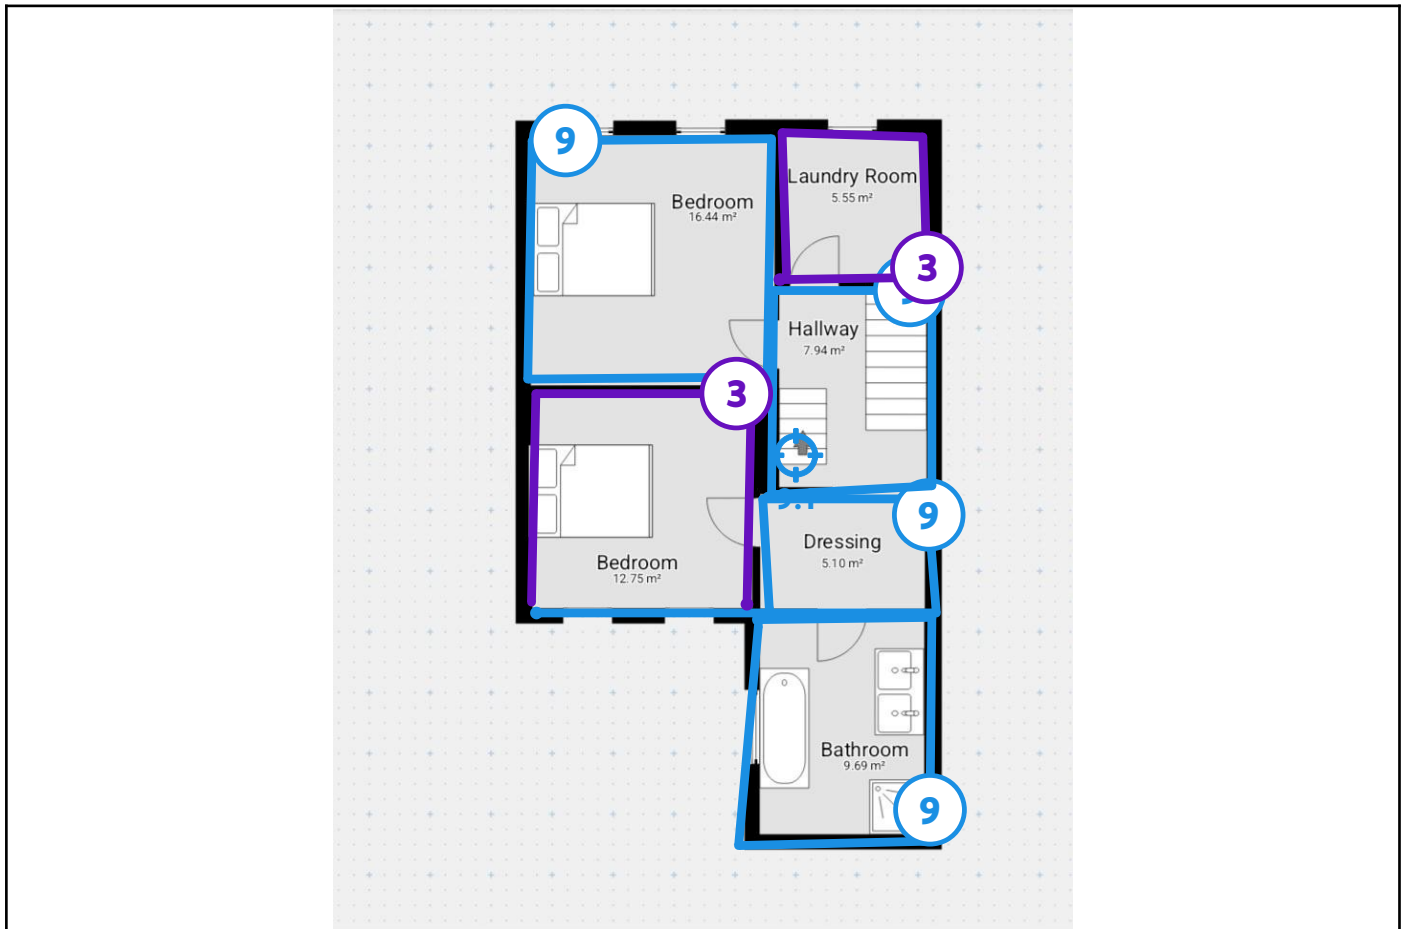 9
Laundry Room
5.55 m²
Bedroom
16.44 m²
3
Hallway
7.94 m²
3
9
Dressing
5.10 m²
Bedroom
12.75 m²
Bathroom
9.69 m²
9